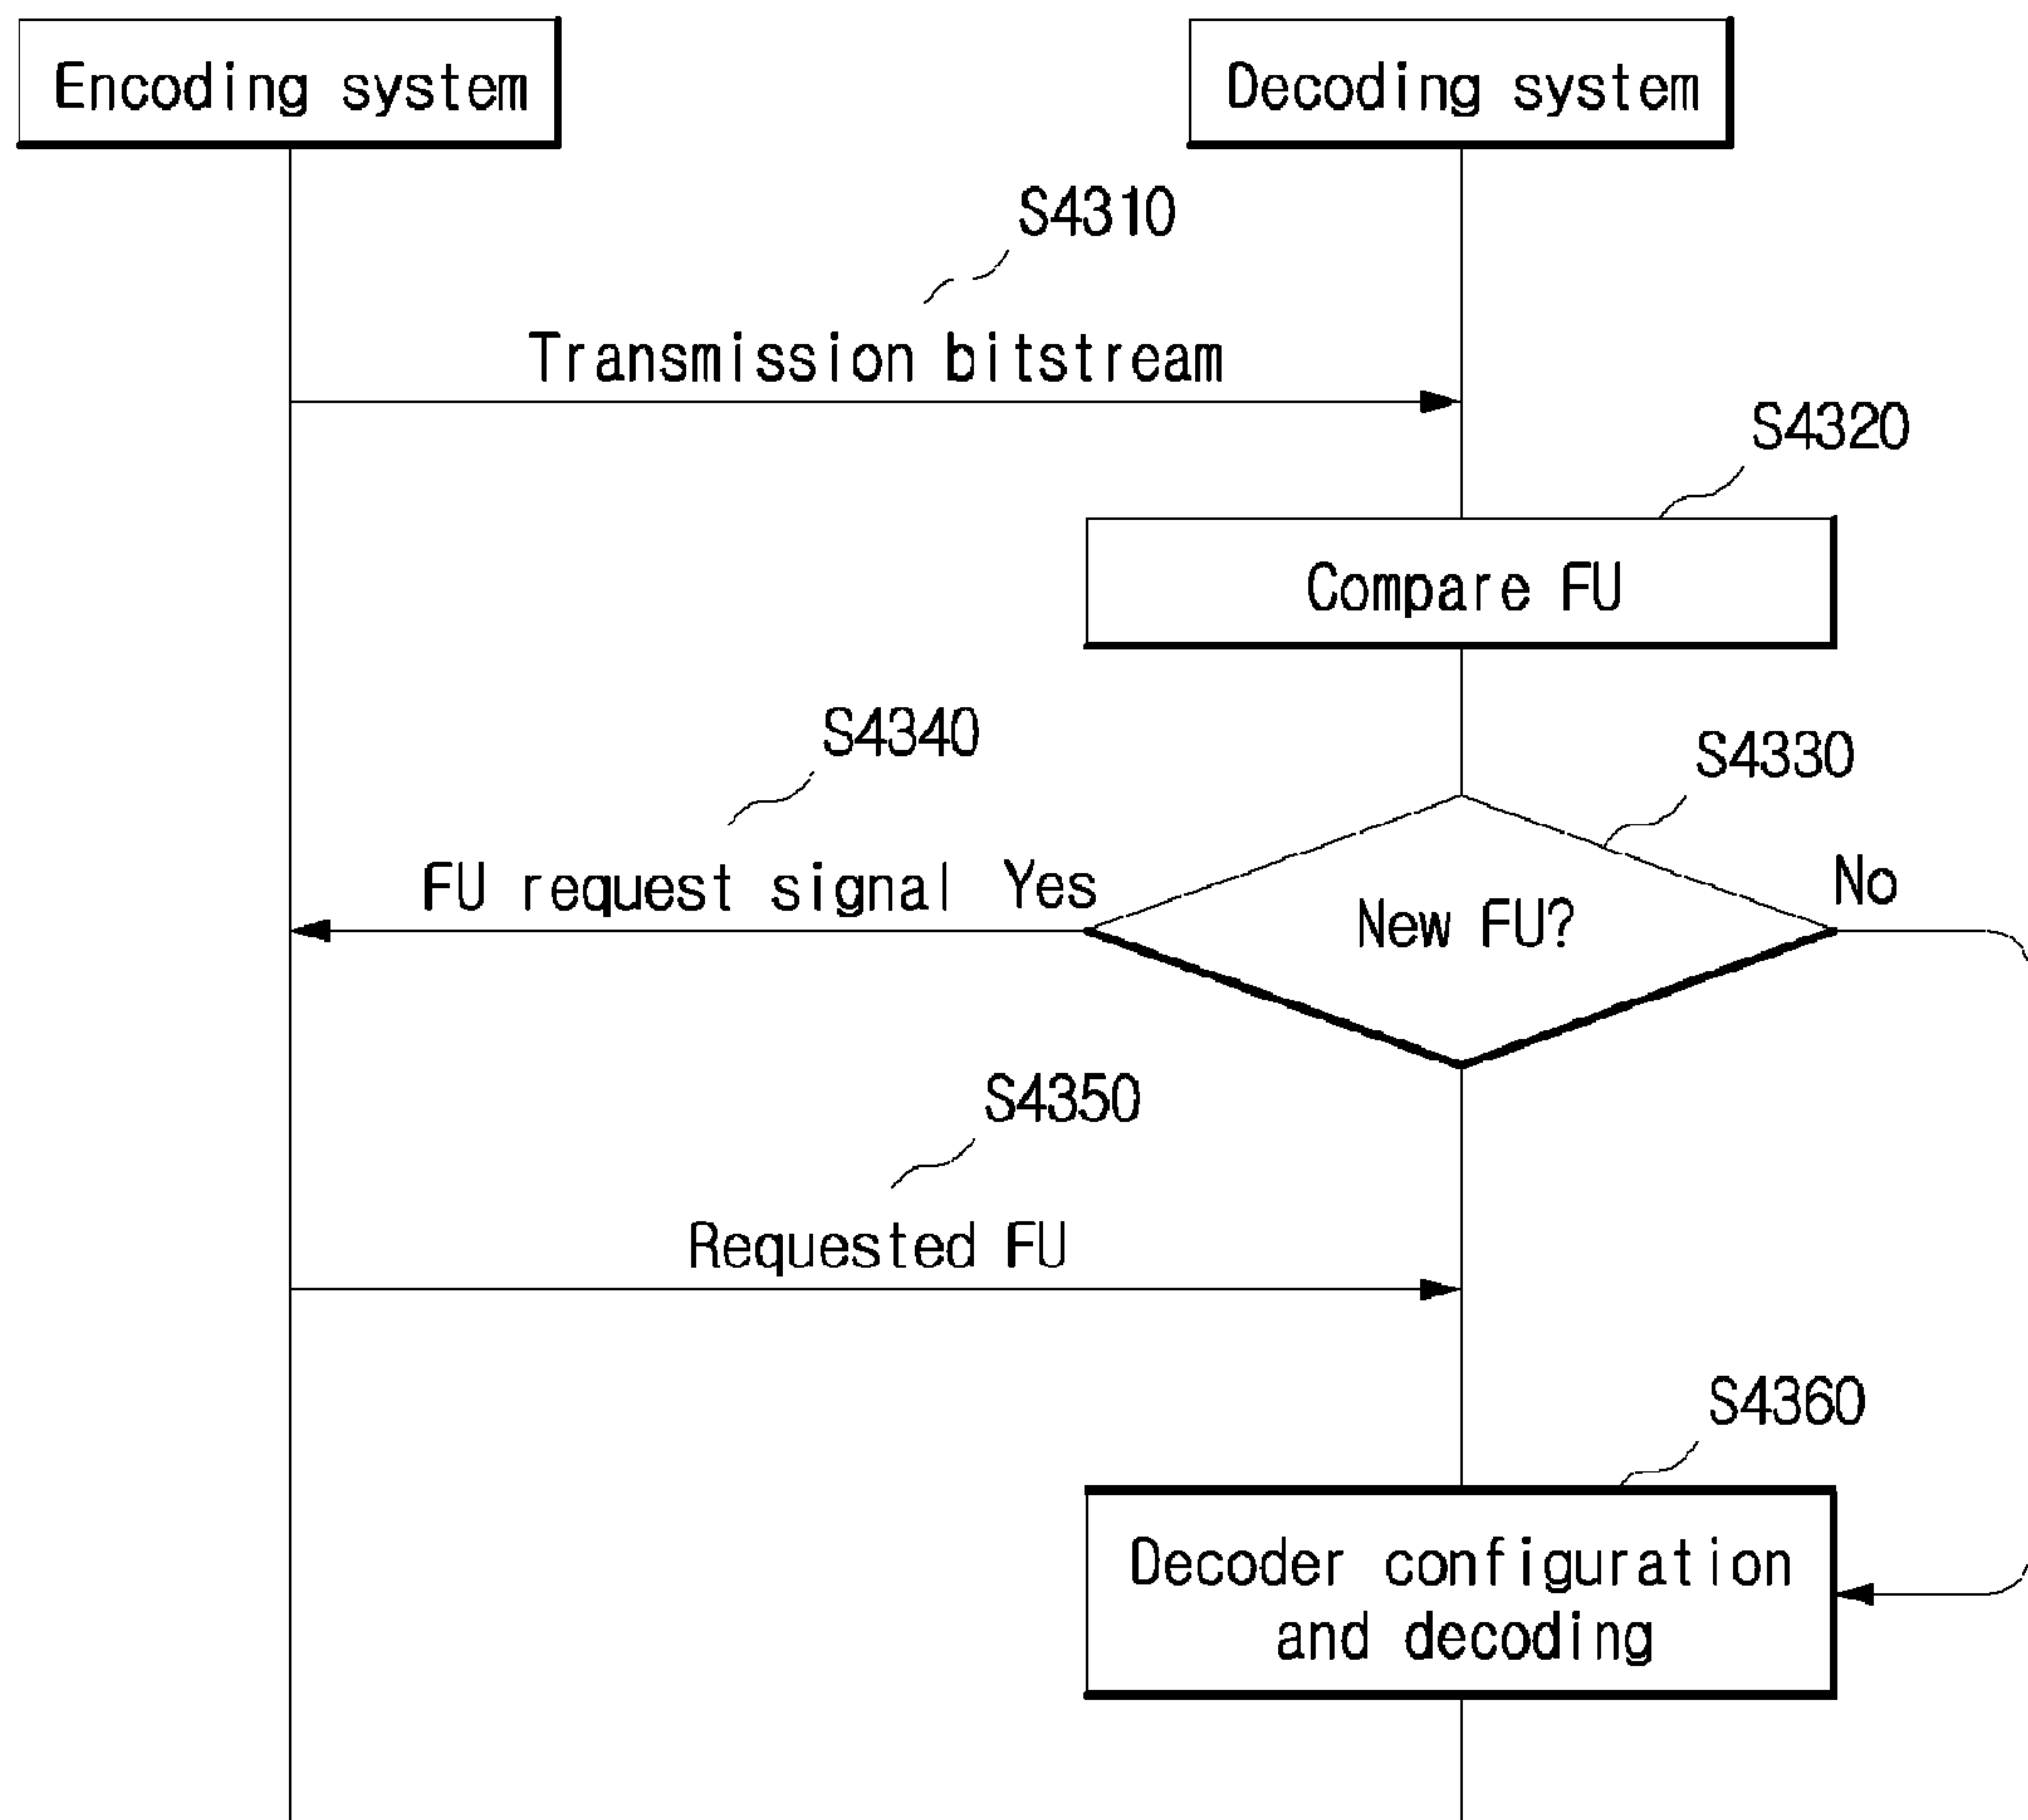 Encoding system
Decoding system
S4310
Transmission bitstream
S4320
Compare FU
S4340
S4330
FU request signal Yes
No
New FU?
S4350
Requested FU
S4360
Decoder configuration
and decoding